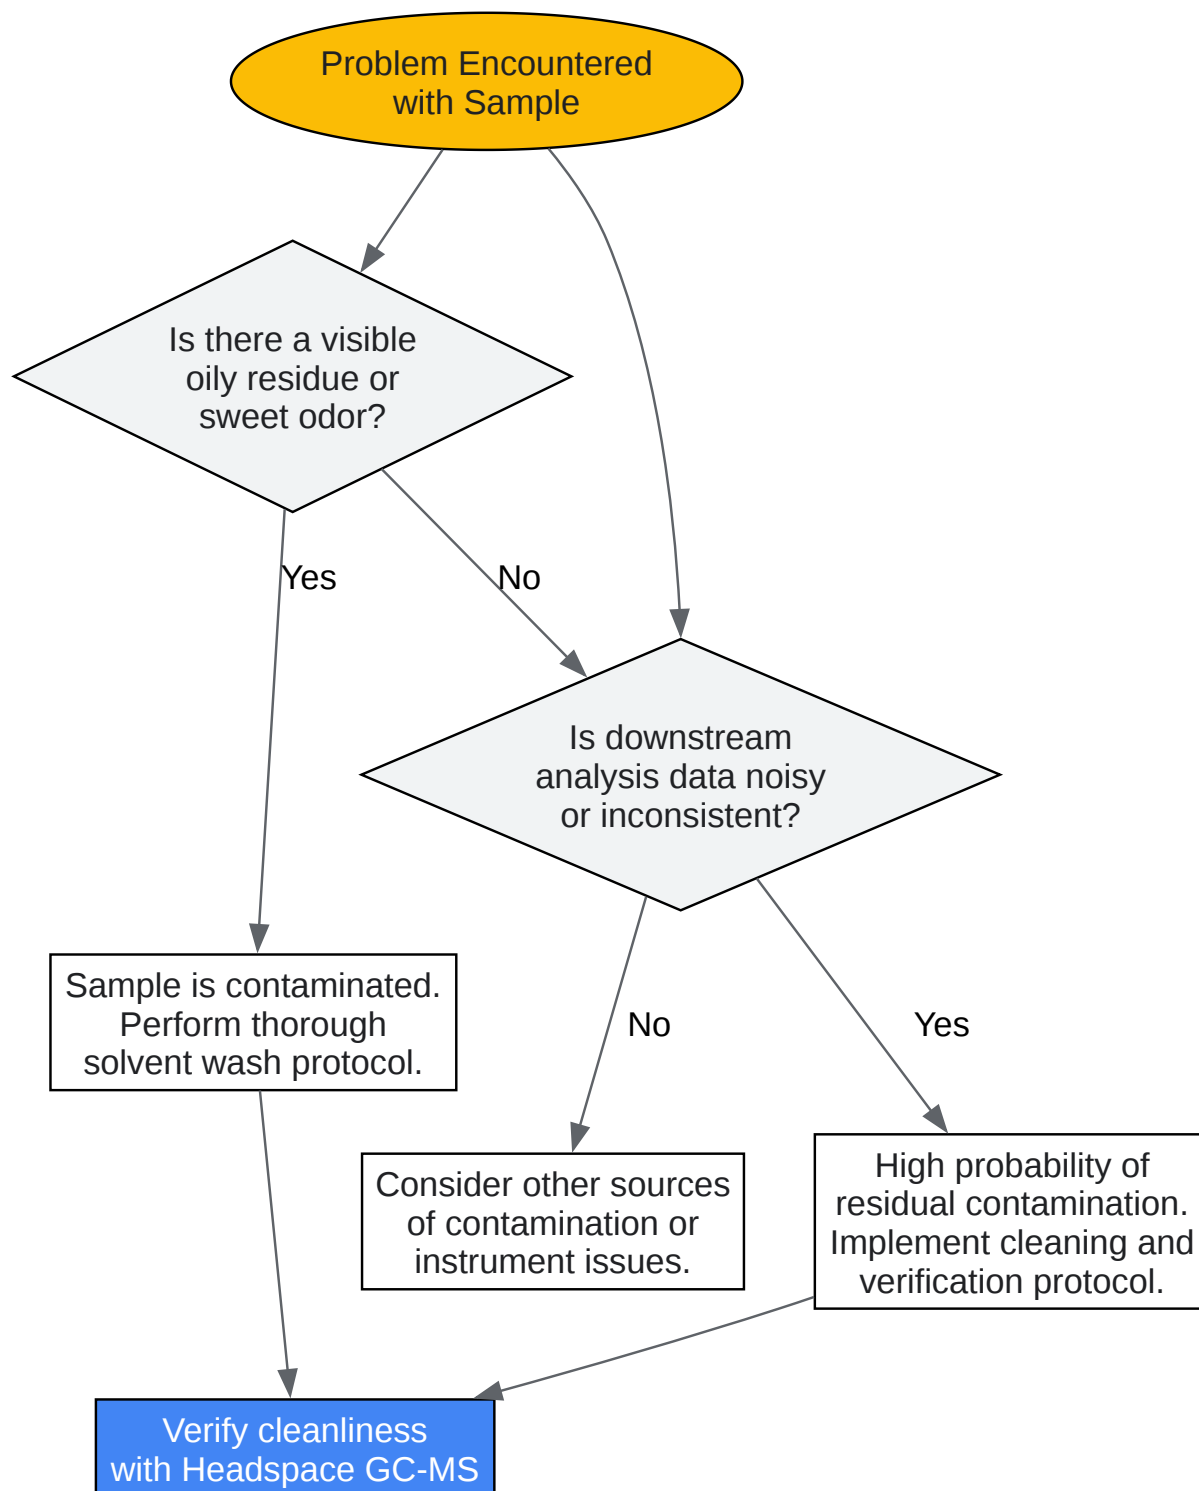 Problem Encountered
with Sample
Is there a visible
oily residue or
sweet odor?
Yes
No
Is downstream
analysis data noisy
or inconsistent?
Sample is contaminated.
Perform thorough
solvent wash protocol.
No
Yes
Consider other sources
of contamination or
instrument issues.
High probability of
residual contamination.
Implement cleaning and
verification protocol.
Verify cleanliness
with Headspace GC-MS